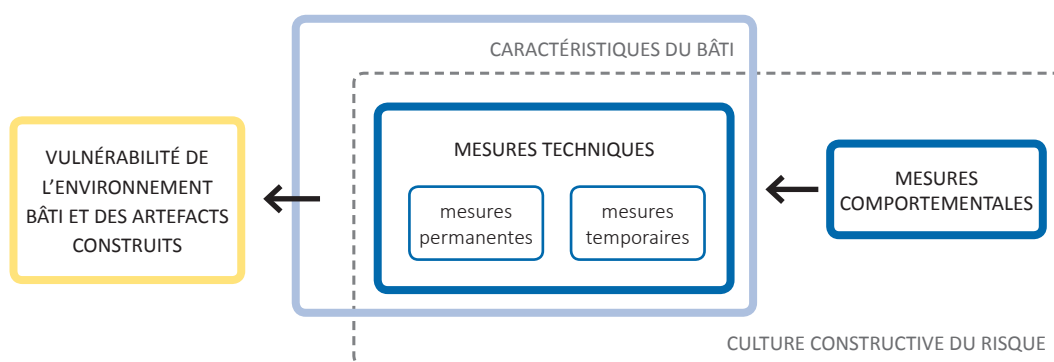 CARACTÉRISTIQUES DU BÂTI
VULNÉRABILITÉ DE
L'ENVIRONNEMENT
BÂTI ET DES ARTEFACTS
CONSTRUITS
MESURES TECHNIQUES
mesures
permanentes
mesures
temporaires
MESURES
COMPORTEMENTALES
CULTURE CONSTRUCTIVE DU RISQUE